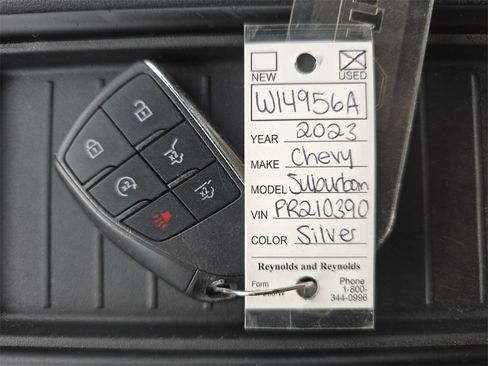 NEW USED
W14956A
YEAR 2023
MAKE Chevy
MODEL Suburban
VIN PR210390
COLOR Silver
Reynolds and Reynolds
Form Phone
1-800-
344-0996